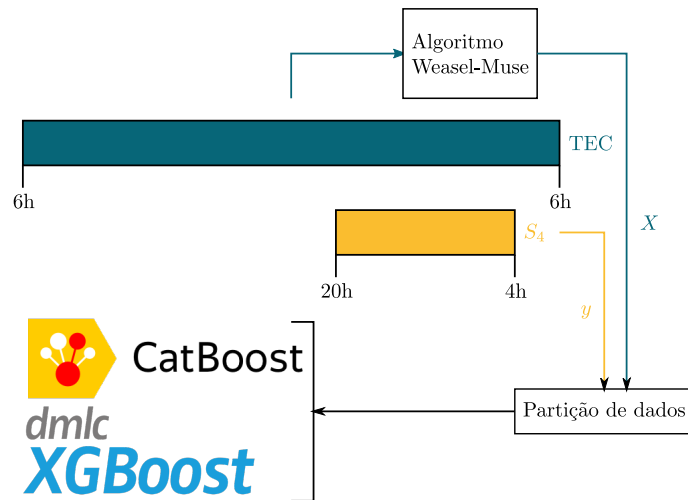 Algoritmo
Weasel-Muse
TEC
6h
6h
S₄
X
20h
4h
y
CatBoost
dmlc
XGBoost
Partição de dados